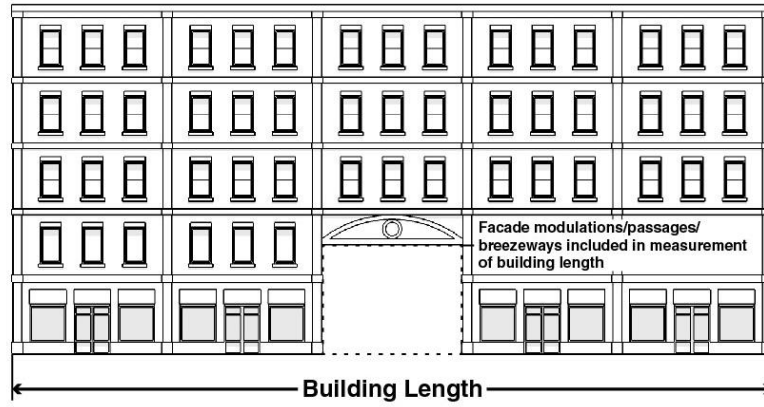 Facade modulations/passages/
breezeways included in measurement
of building length
Building Length